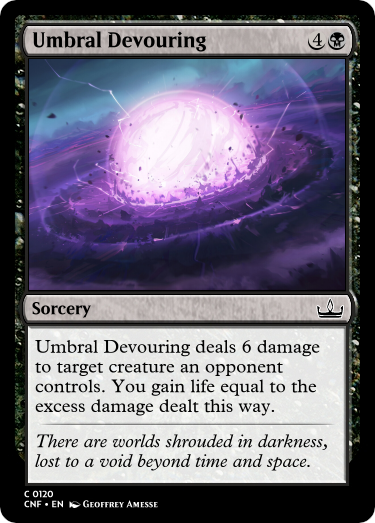 Umbral Devouring 4
Sorcery
Umbral Devouring deals 6 damage
to target creature an opponent
controls. You gain life equal to the
excess damage dealt this way.
There are worlds shrouded in darkness,
lost to a void beyond time and space.
C 0120
CNF • EN Geoffrey Amesse